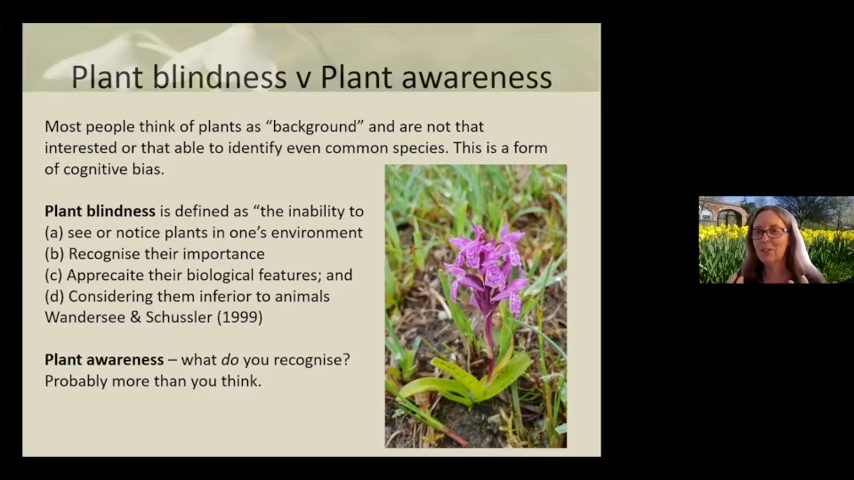 Plant blindness v Plant awareness
Most people think of plants as “background” and are not that
interested or that able to identify even common species. This is a form
of cognitive bias.
Plant blindness is defined as “the inability to
(a) see or notice plants in one’s environment
(b) Recognise their importance
(c) Apprecaite their biological features; and
(d) Considering them inferior to animals
Wandersee & Schussler (1999)
Plant awareness – what do you recognise?
Probably more than you think.